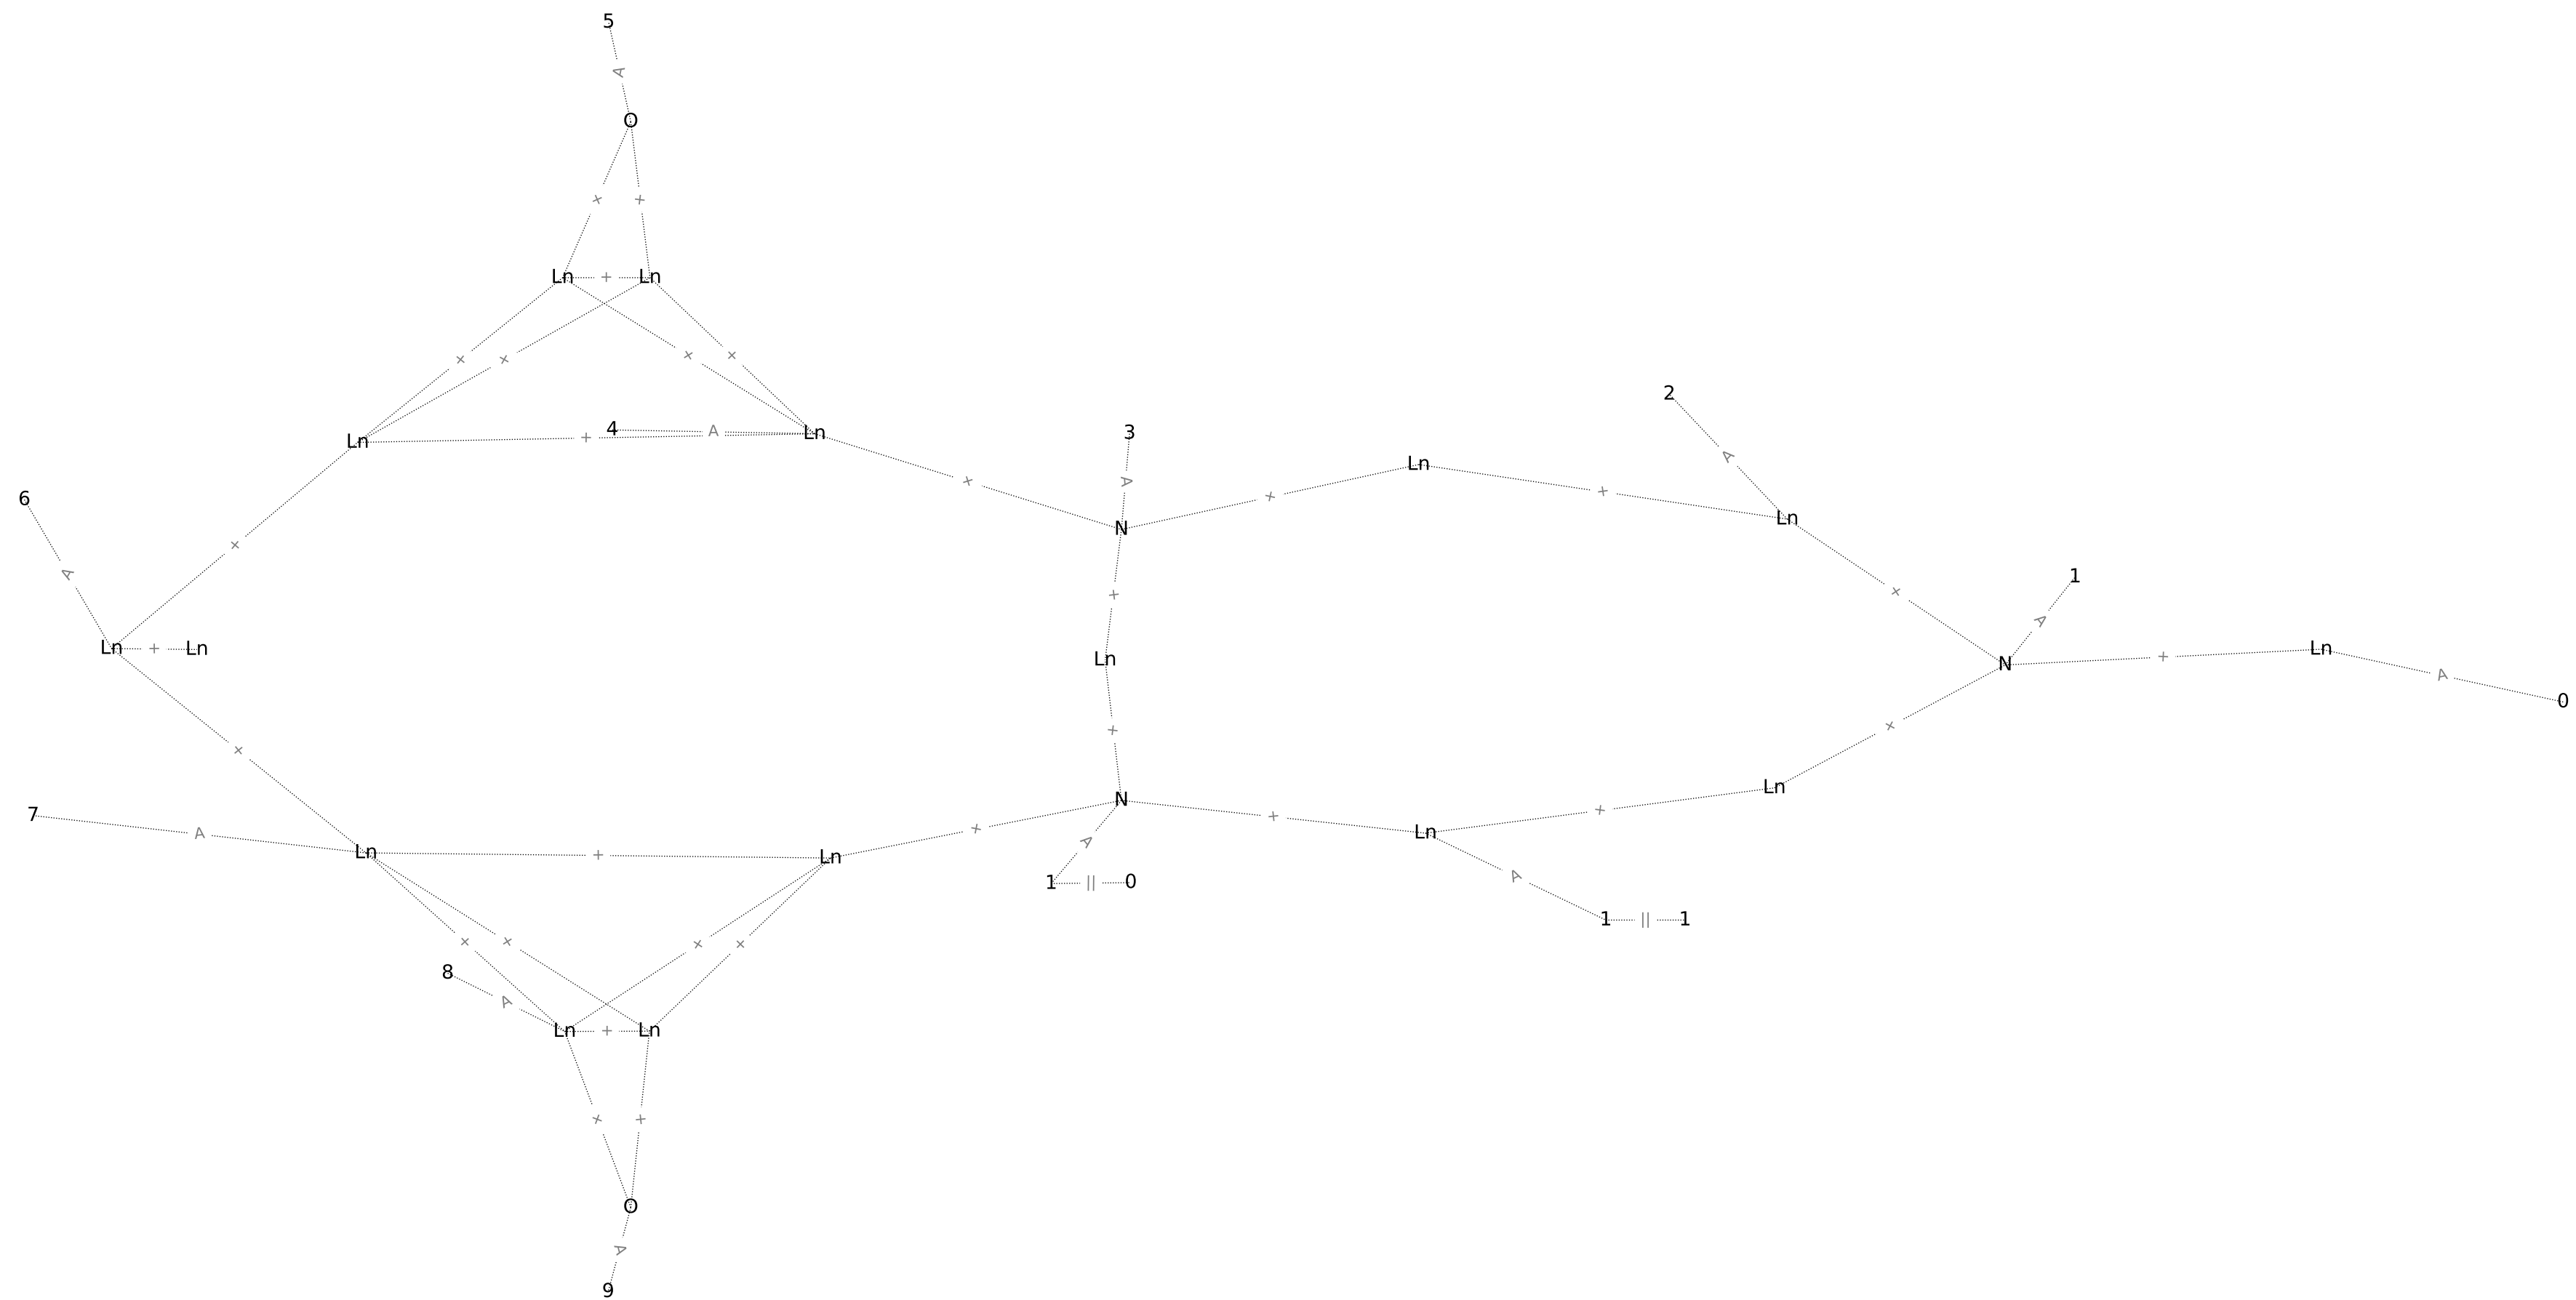 5
A
O
+ +
Ln + Ln
+ + + +
2
A
Ln + 4 A Ln
3
A
Ln
+
+
+
N
+
Ln
6
A
+
1
A
+
+
A
Ln + Ln
Ln
N + Ln
A
0
+
+
+
7
A
Ln + Ln
+
N
+
Ln
+
Ln
A
1 || 0
A
1 || 1
+ + + +
8
A
Ln + Ln
+ +
O
A
9